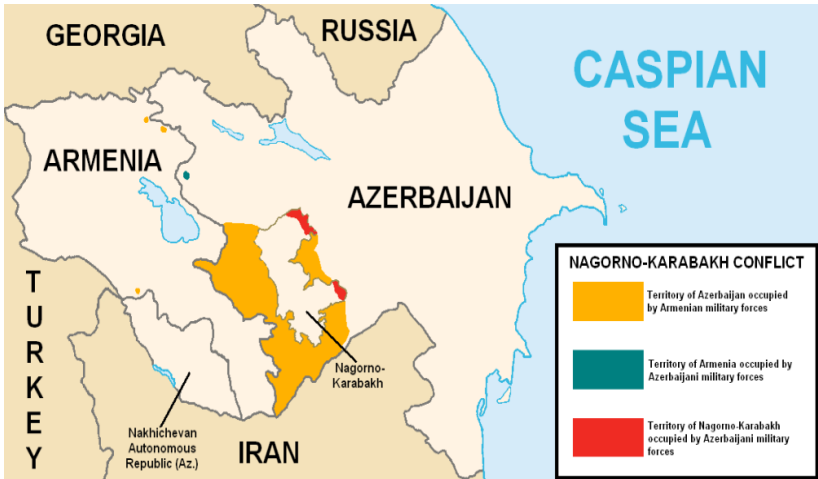 GEORGIA
RUSSIA
CASPIAN
SEA
ARMENIA
AZERBAIJAN
TURKEY
NAGORNO-KARABAKH CONFLICT
Territory of Azerbaijan occupied
by Armenian military forces
Territory of Armenia occupied by
Azerbaijani military forces
Territory of Nagorno-Karabakh
occupied by Azerbaijani military
forces
Nagorno-
Karabakh
Nakhichevan
Autonomous
Republic (Az.)
IRAN